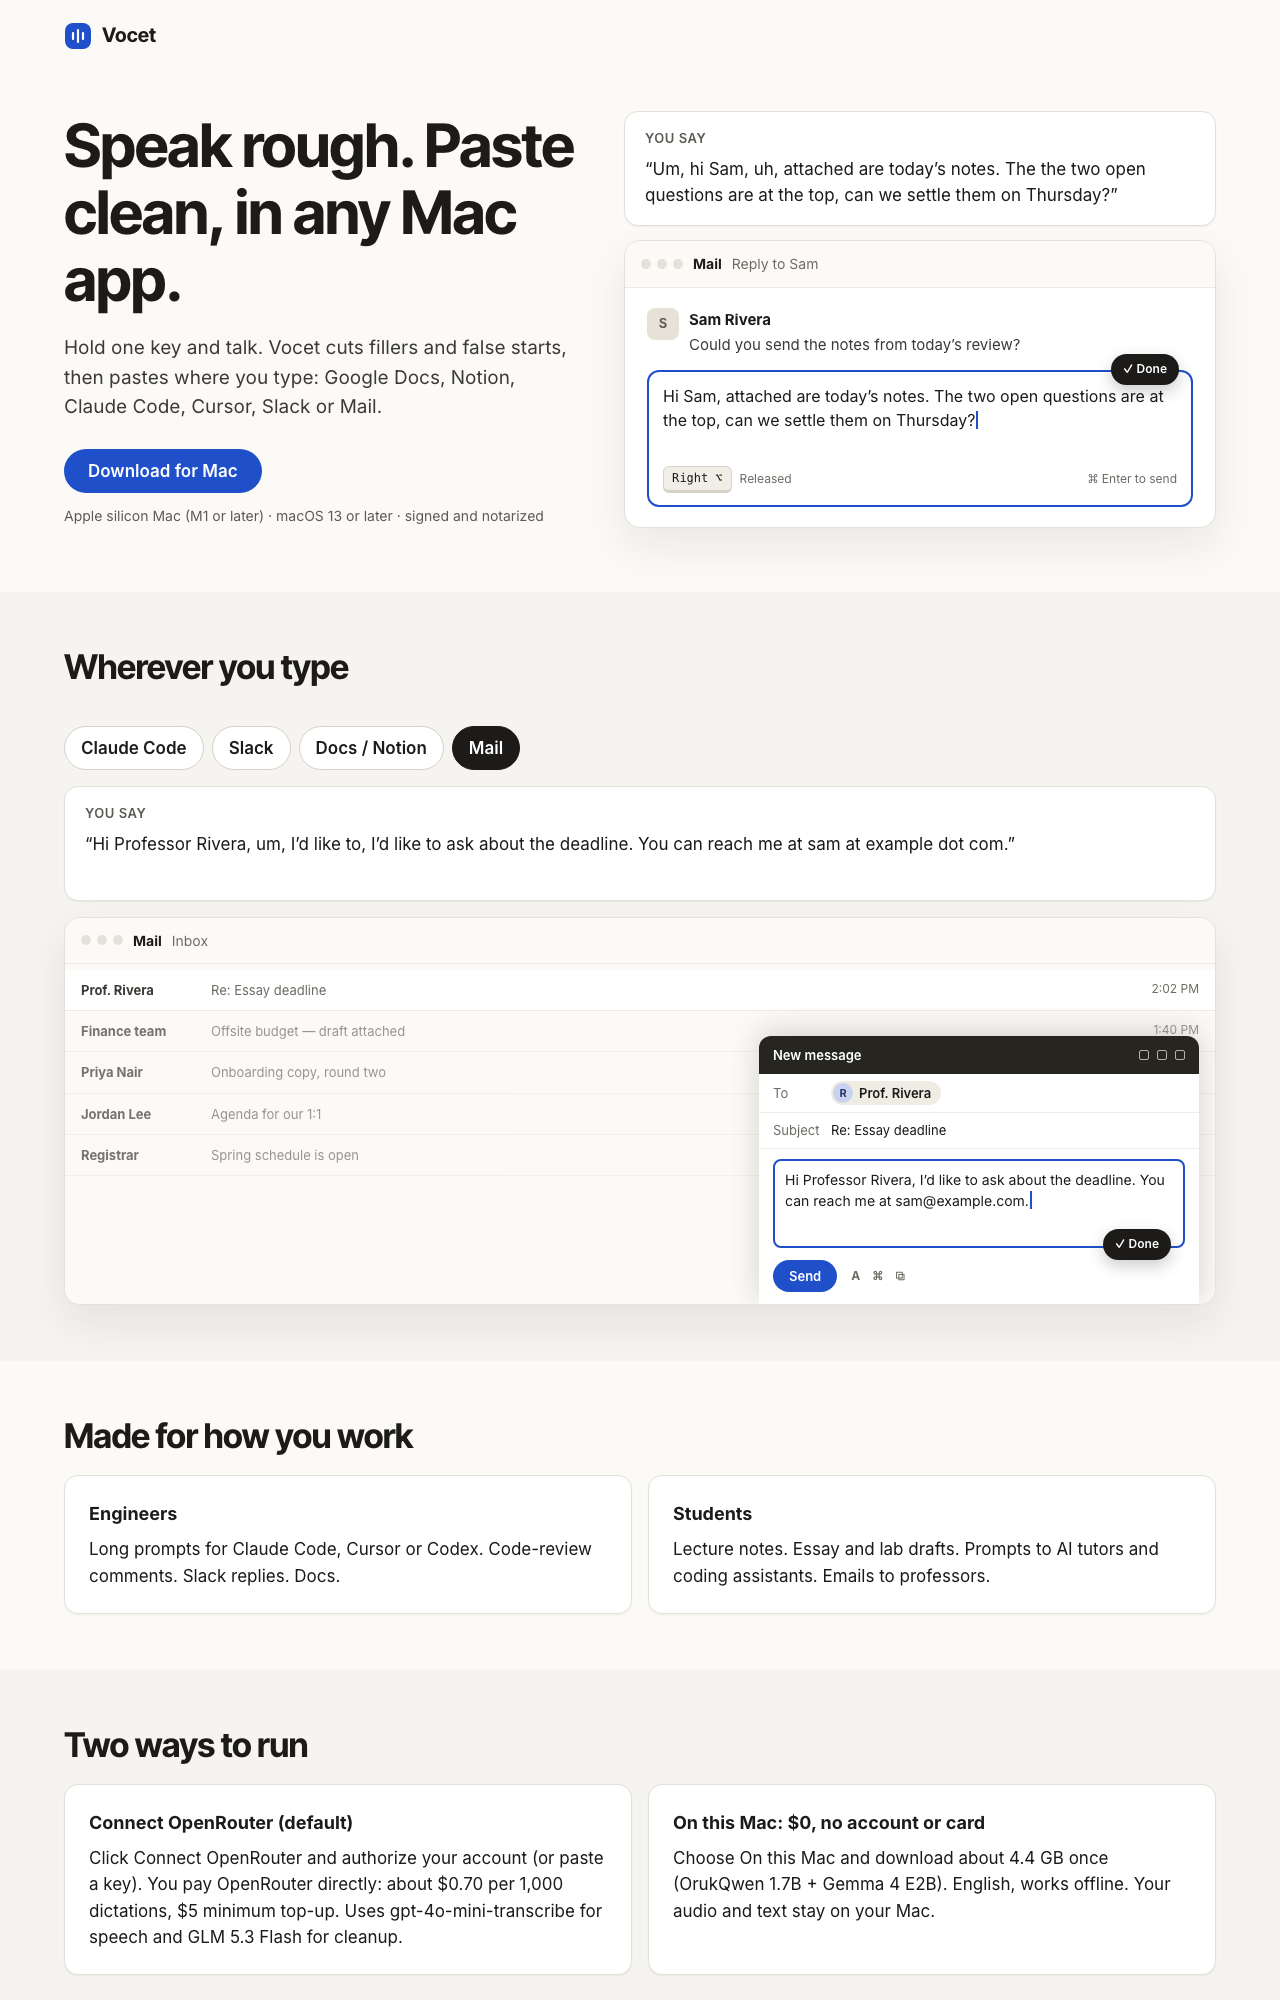 Vocet
Speak rough. Paste
clean, in any Mac
app.
Hold one key and talk. Vocet cuts fillers and false starts,
then pastes where you type: Google Docs, Notion,
Claude Code, Cursor, Slack or Mail.
Download for Mac
Apple silicon Mac (M1 or later) · macOS 13 or later · signed and notarized
YOU SAY
“Um, hi Sam, uh, attached are today’s notes. The the two open
questions are at the top, can we settle them on Thursday?”
Mail Reply to Sam
S
Sam Rivera
Could you send the notes from today’s review?
✓ Done
Hi Sam, attached are today’s notes. The two open questions are at
the top, can we settle them on Thursday?
Right ⌥ Released ⌘ Enter to send
Wherever you type
Claude Code Slack Docs / Notion Mail
YOU SAY
“Hi Professor Rivera, um, I’d like to, I’d like to ask about the deadline. You can reach me at sam at example dot com.”
Mail Inbox
Prof. Rivera Re: Essay deadline 2:02 PM
Finance team Offsite budget — draft attached 1:40 PM
Priya Nair Onboarding copy, round two
Jordan Lee Agenda for our 1:1
Registrar Spring schedule is open
New message
To R Prof. Rivera
Subject Re: Essay deadline
Hi Professor Rivera, I’d like to ask about the deadline. You
can reach me at sam@example.com.
✓ Done
Send A ⌘ ⧉
Made for how you work
Engineers
Long prompts for Claude Code, Cursor or Codex. Code-review
comments. Slack replies. Docs.
Students
Lecture notes. Essay and lab drafts. Prompts to AI tutors and
coding assistants. Emails to professors.
Two ways to run
Connect OpenRouter (default)
Click Connect OpenRouter and authorize your account (or paste
a key). You pay OpenRouter directly: about $0.70 per 1,000
dictations, $5 minimum top-up. Uses gpt-4o-mini-transcribe for
speech and GLM 5.3 Flash for cleanup.
On this Mac: $0, no account or card
Choose On this Mac and download about 4.4 GB once
(OrukQwen 1.7B + Gemma 4 E2B). English, works offline. Your
audio and text stay on your Mac.